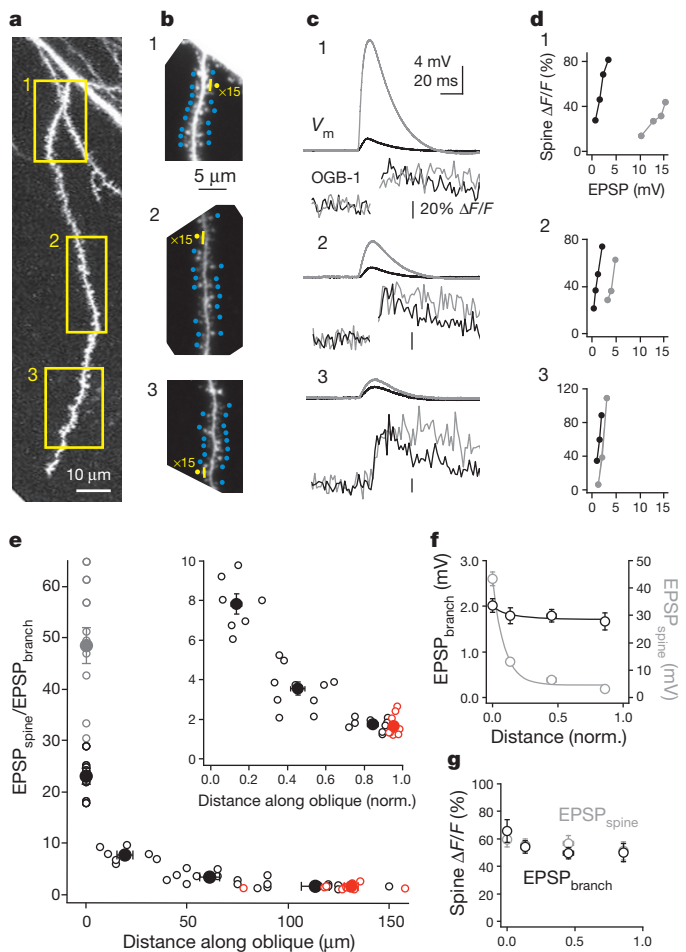 a
b
c
d
1
2
3
10 μm
1
×15
5 μm
2
×15
3
×15
1
4 mV
20 ms
Vm
OGB-1
20% ΔF/F
2
3
1
Spine ΔF/F (%)
80
40
0
0 5 10 15
EPSP (mV)
2
80
40
0
0 5 10 15
3
120
80
40
0
0 5 10 15
e
EPSPspine/EPSPbranch
60
50
40
30
20
10
0
0 50 100 150
Distance along oblique (μm)
10
8
6
4
2
0
0.0 0.2 0.4 0.6 0.8 1.0
Distance along oblique (norm.)
f
EPSPbranch (mV)
3.0
2.0
1.0
0.0
50
40
30
20
10
0
EPSPspine (mV)
0.0 0.5 1.0
Distance (norm.)
g
Spine ΔF/F (%)
100
80
60
40
20
0
EPSPspine
EPSPbranch
0.0 0.5 1.0